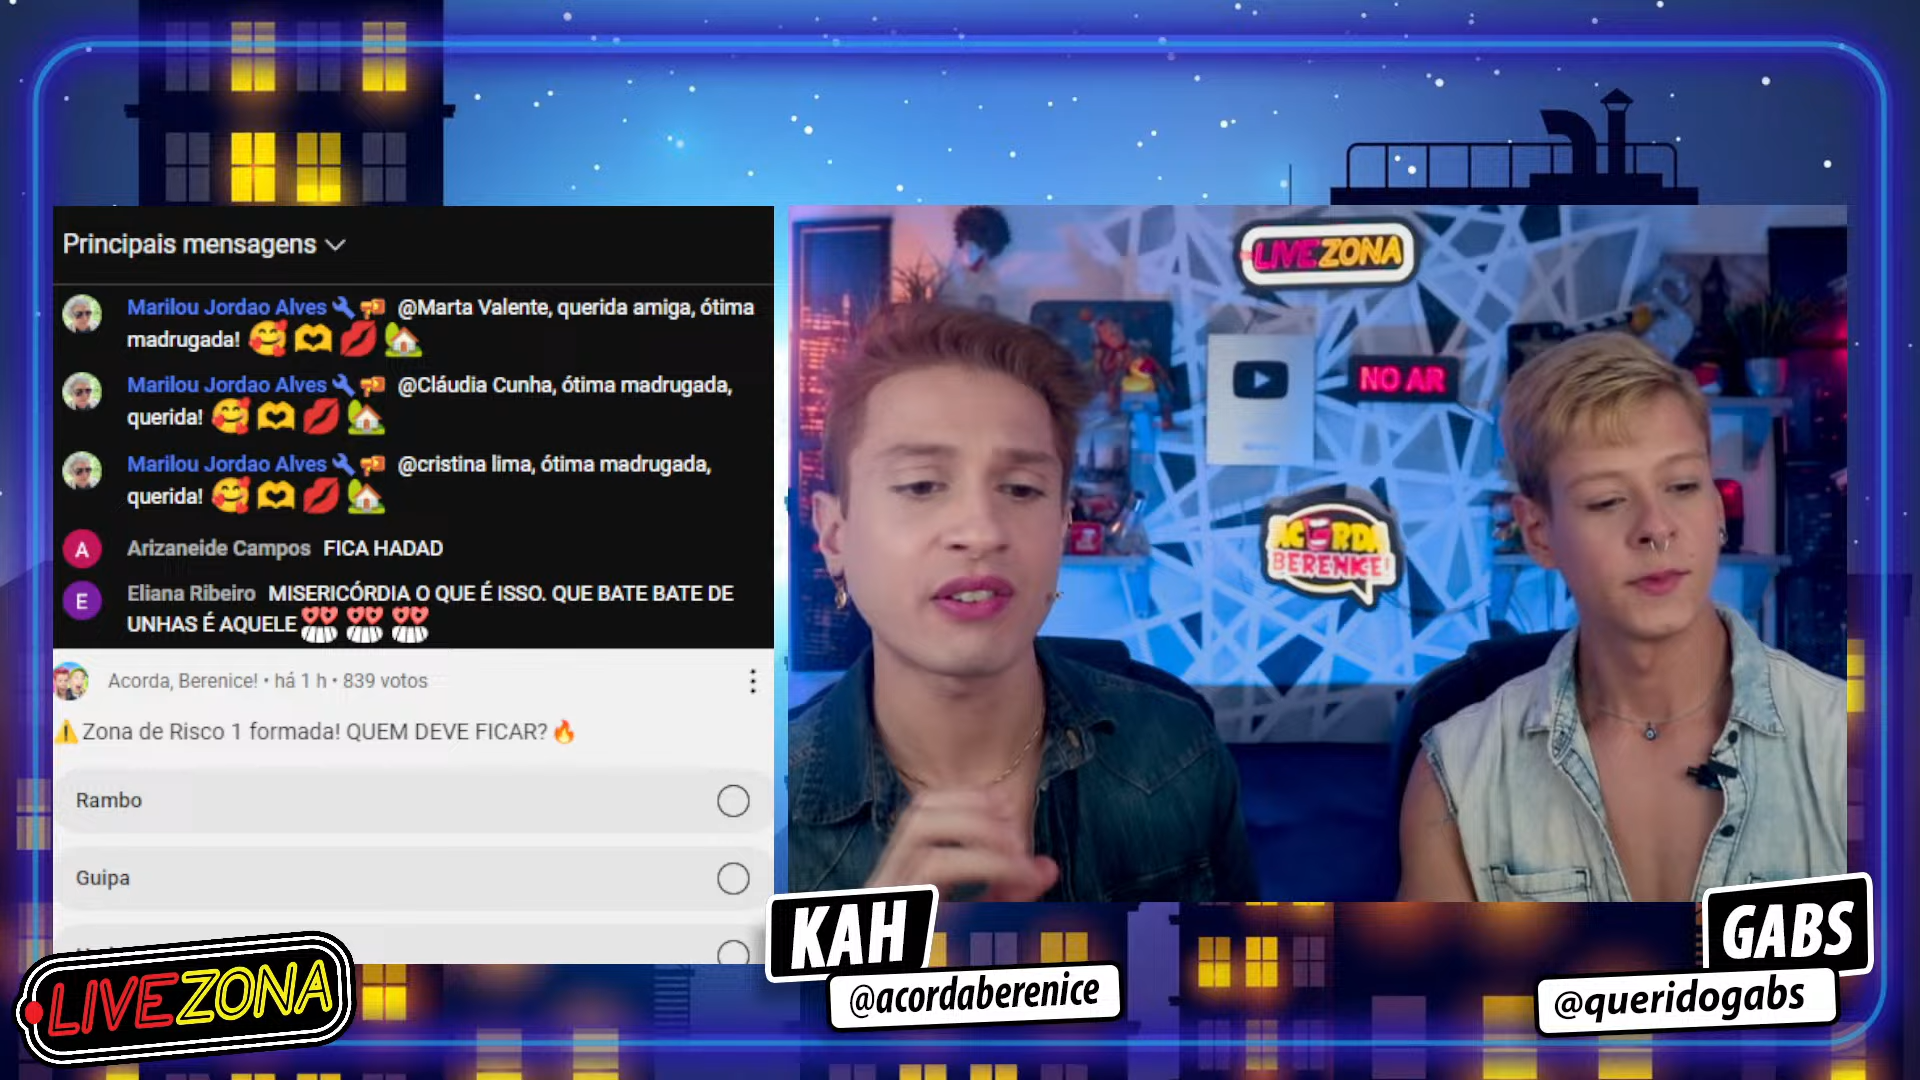 Principais mensagens
Marilou Jordao Alves @Marta Valente, querida amiga, ótima
madrugada!
Marilou Jordao Alves @Cláudia Cunha, ótima madrugada,
querida!
Marilou Jordao Alves @cristina lima, ótima madrugada,
querida!
A Arizaneide Campos FICA HADAD
E Eliana Ribeiro MISERICÓRDIA O QUE É ISSO. QUE BATE BATE DE
UNHAS É AQUELE
Acorda, Berenice! • há 1 h • 839 votos
Zona de Risco 1 formada! QUEM DEVE FICAR?
Rambo
Guipa
LIVEZONA
LIVEZONA
NO AR
ACORDA
BERENICE!
KAH
@acordaberenice
GABS
@queridogabs